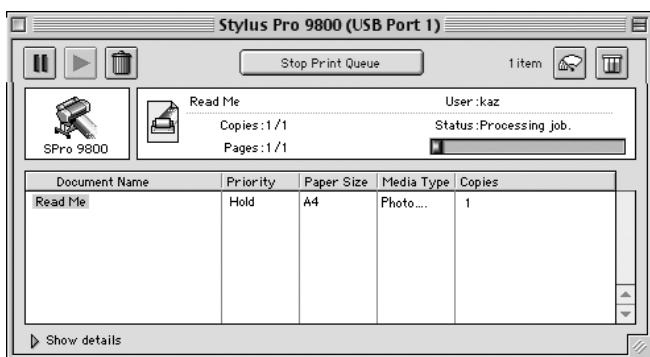 Stylus Pro 9800 (USB Port 1)
Stop Print Queue 1 item
Read Me User :kaz
Copies :1 /1 Status :Processing job.
SPro 9800 Pages :1 /1
Document Name Priority Paper Size Media Type Copies
Read Me Hold A4 Photo.... 1
Show details